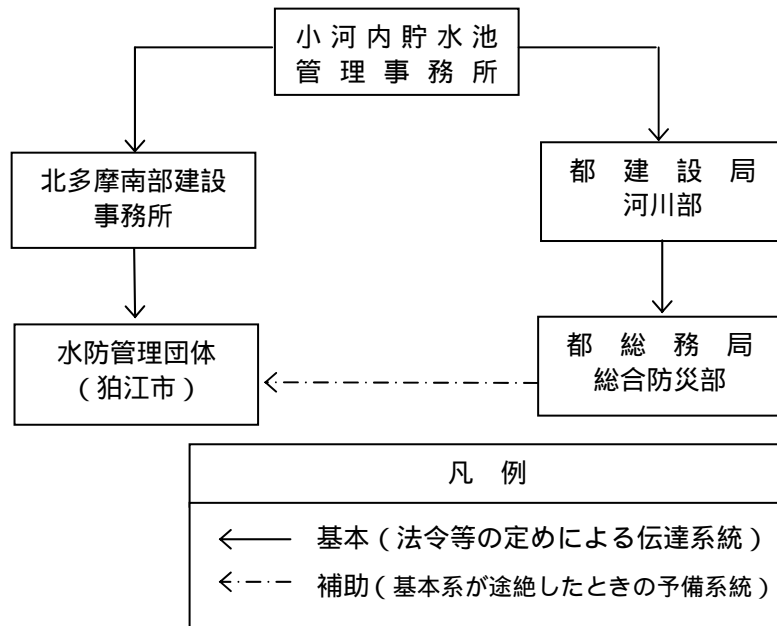 小河内貯水池
管理事務所
北多摩南部建設
事務所
都建設局
河川部
水防管理団体
（狛江市）
都総務局
総合防災部
凡例
基本（法令等の定めによる伝達系統）
補助（基本系が途絶したときの予備系統）